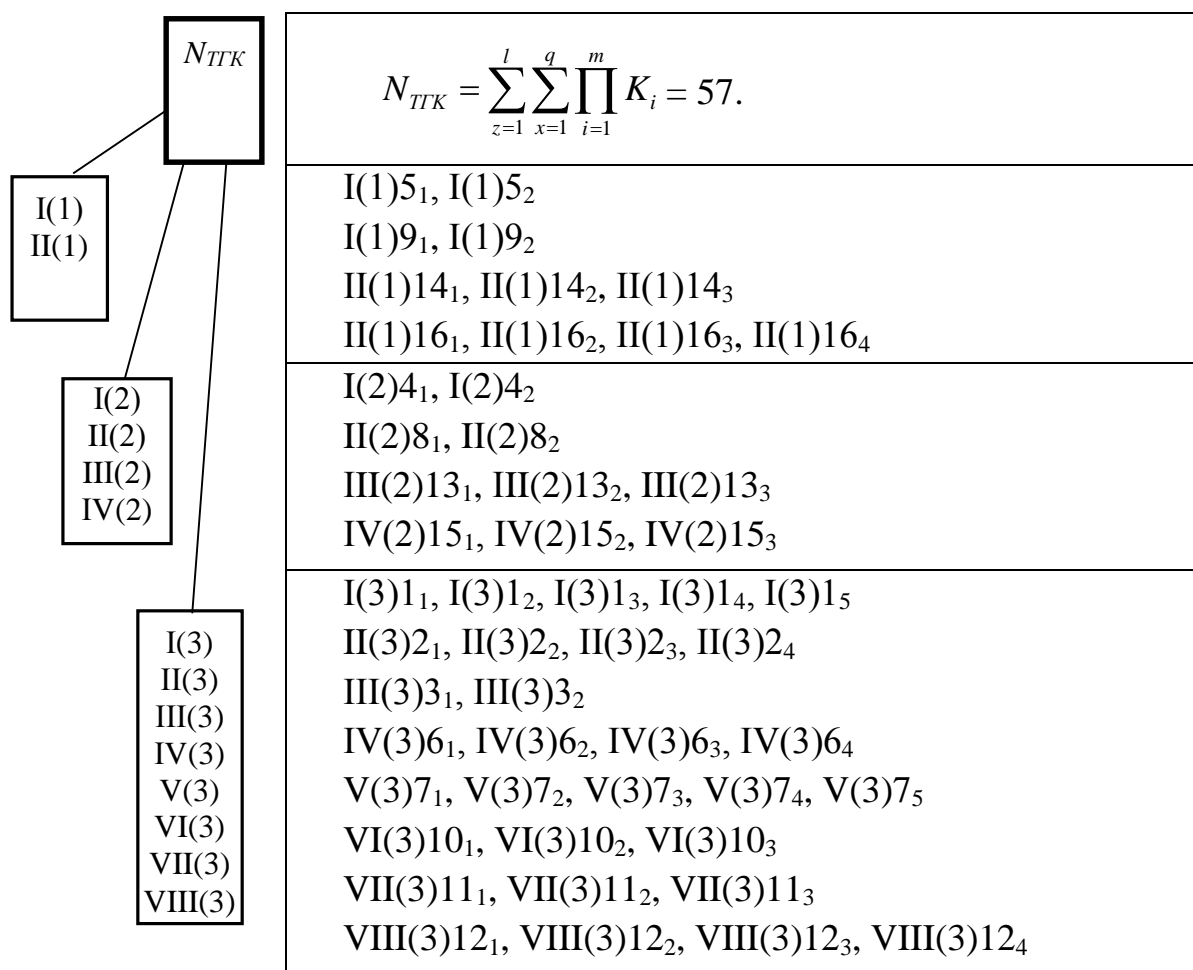 N_ТГК
N_ТГК = \sum_{z=1}^{l} \sum_{x=1}^{q} \prod_{i=1}^{m} K_i = 57.
I(1)
II(1)
I(1)5₁, I(1)5₂
I(1)9₁, I(1)9₂
II(1)14₁, II(1)14₂, II(1)14₃
II(1)16₁, II(1)16₂, II(1)16₃, II(1)16₄
I(2)
II(2)
III(2)
IV(2)
I(2)4₁, I(2)4₂
II(2)8₁, II(2)8₂
III(2)13₁, III(2)13₂, III(2)13₃
IV(2)15₁, IV(2)15₂, IV(2)15₃
I(3)
II(3)
III(3)
IV(3)
V(3)
VI(3)
VII(3)
VIII(3)
I(3)1₁, I(3)1₂, I(3)1₃, I(3)1₄, I(3)1₅
II(3)2₁, II(3)2₂, II(3)2₃, II(3)2₄
III(3)3₁, III(3)3₂
IV(3)6₁, IV(3)6₂, IV(3)6₃, IV(3)6₄
V(3)7₁, V(3)7₂, V(3)7₃, V(3)7₄, V(3)7₅
VI(3)10₁, VI(3)10₂, VI(3)10₃
VII(3)11₁, VII(3)11₂, VII(3)11₃
VIII(3)12₁, VIII(3)12₂, VIII(3)12₃, VIII(3)12₄